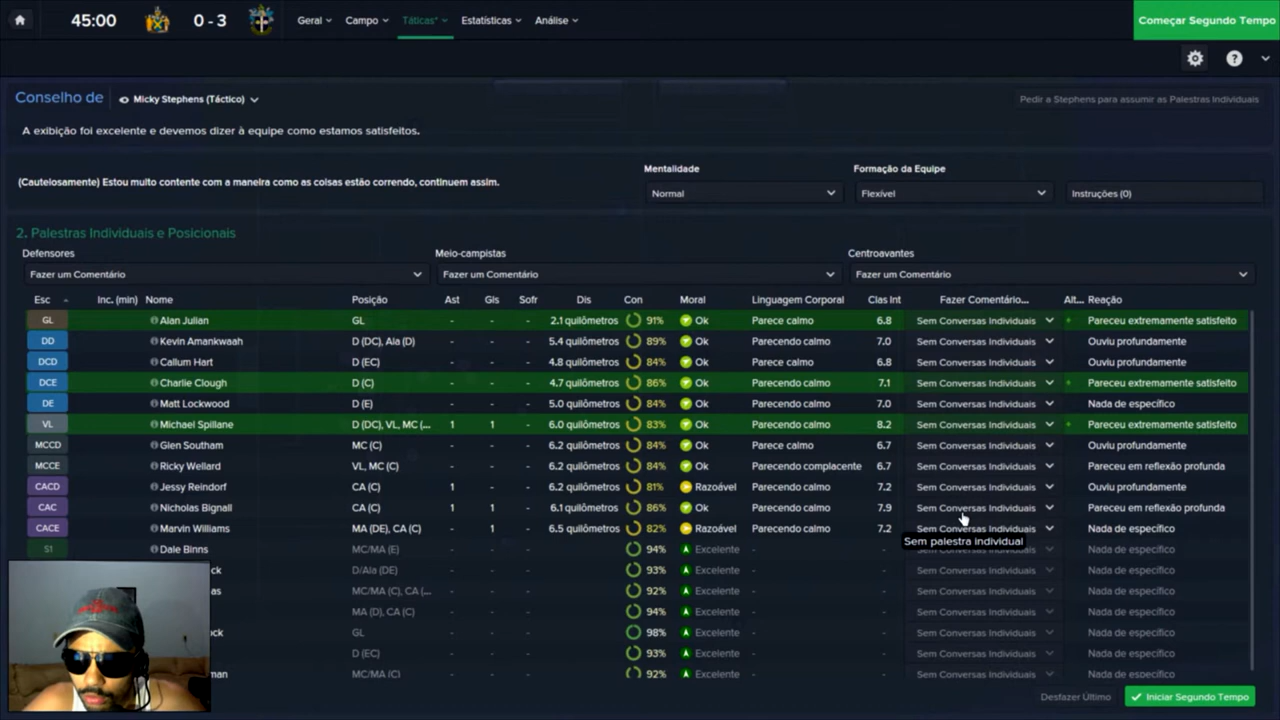 45:00 0 - 3 Geral Campo Táticas* Estatísticas Análise Começar Segundo Tempo
?
Conselho de Micky Stephens (Táctico) Pedir a Stephens para assumir as Palestras Individuais
A exibição foi excelente e devemos dizer à equipe como estamos satisfeitos.
Mentalidade Formação da Equipe
(Cautelosamente) Estou muito contente com a maneira como as coisas estão correndo, continuem assim. Normal Flexível Instruções (0)
2. Palestras Individuais e Posicionais
Defensores Meio-campistas Centroavantes
Fazer um Comentário Fazer um Comentário Fazer um Comentário
Esc Inc. (min) Nome Posição Ast Gls Sofr Dis Con Moral Linguagem Corporal Clas Int Fazer Comentário... Alt... Reação
GL Alan Julian GL - - - 2.1 quilômetros 91% Ok Parece calmo 6.8 Sem Conversas Individuais Pareceu extremamente satisfeito
DD Kevin Amankwaah D (DC), Ala (D) - - - 5.4 quilômetros 89% Ok Parecendo calmo 7.0 Sem Conversas Individuais Ouviu profundamente
DCD Callum Hart D (EC) - - - 4.8 quilômetros 84% Ok Parece calmo 6.8 Sem Conversas Individuais Ouviu profundamente
DCE Charlie Clough D (C) - - - 4.7 quilômetros 86% Ok Parecendo calmo 7.1 Sem Conversas Individuais Pareceu extremamente satisfeito
DE Matt Lockwood D (E) - - - 5.0 quilômetros 84% Ok Parecendo calmo 7.0 Sem Conversas Individuais Nada de específico
VL Michael Spillane D (DC), VL, MC (... 1 1 - 6.0 quilômetros 83% Ok Parecendo calmo 8.2 Sem Conversas Individuais Pareceu extremamente satisfeito
MCCD Glen Southam MC (C) - - - 6.2 quilômetros 84% Ok Parece calmo 6.7 Sem Conversas Individuais Ouviu profundamente
MCCE Ricky Wellard VL, MC (C) - - - 6.2 quilômetros 84% Ok Parecendo complacente 6.7 Sem Conversas Individuais Pareceu em reflexão profunda
CACD Jessy Reindorf CA (C) 1 - - 6.2 quilômetros 81% Razoável Parecendo calmo 7.2 Sem Conversas Individuais Ouviu profundamente
CAC Nicholas Bignall CA (C) - 1 - 6.1 quilômetros 86% Ok Parecendo calmo 7.9 Sem Conversas Individuais Pareceu em reflexão profunda
CACE Marvin Williams MA (DE), CA (C) - 1 - 6.5 quilômetros 82% Razoável Parecendo calmo 7.2 Sem Conversas Individuais Nada de específico
Sem palestra individual
S1 Dale Binns MC/MA (E) - - - 94% Excelente - - Sem Conversas Individuais Nada de específico
ck D/Ala (DE) - - - 93% Excelente - - Sem Conversas Individuais Nada de específico
as MC/MA (C), CA (... - - - 92% Excelente - - Sem Conversas Individuais Nada de específico
MA (D), CA (C) - - - 94% Excelente - - Sem Conversas Individuais Nada de específico
ck GL - - - 98% Excelente - - Sem Conversas Individuais Nada de específico
D (EC) - - - 93% Excelente - - Sem Conversas Individuais Nada de específico
man MC/MA (C) - - - 92% Excelente - - Sem Conversas Individuais Nada de específico
Desfazer Último Iniciar Segundo Tempo